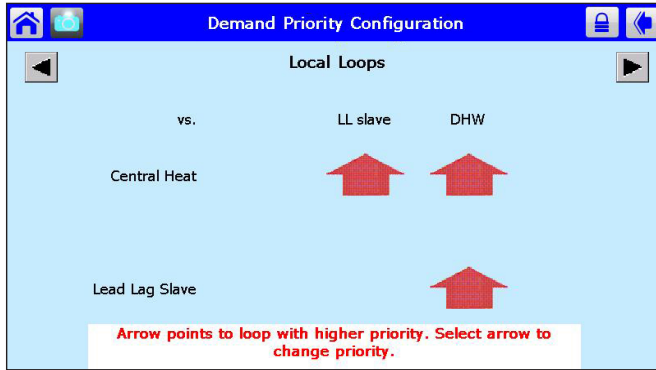 Demand Priority Configuration
Local Loops
vs. LL slave DHW
Central Heat
Lead Lag Slave
Arrow points to loop with higher priority. Select arrow to
change priority.